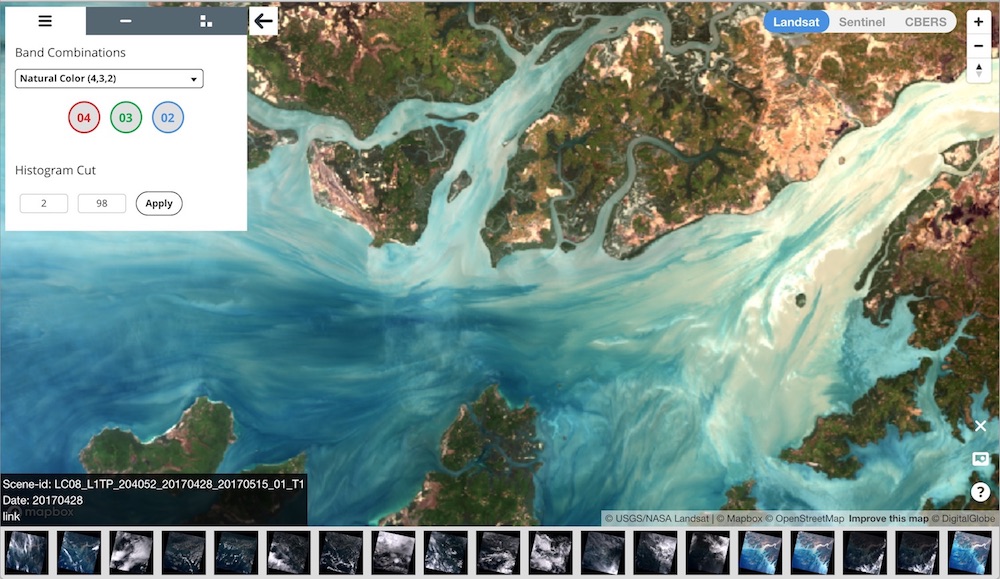 Landsat Sentinel CBERS
Band Combinations
Natural Color (4,3,2)
04 03 02
Histogram Cut
2 98 Apply
Scene-id: LC08_L1TP_204052_20170428_20170515_01_T1
Date: 20170428
mapbox
link
?
© USGS/NASA Landsat | © Mapbox © OpenStreetMap Improve this map © DigitalGlobe